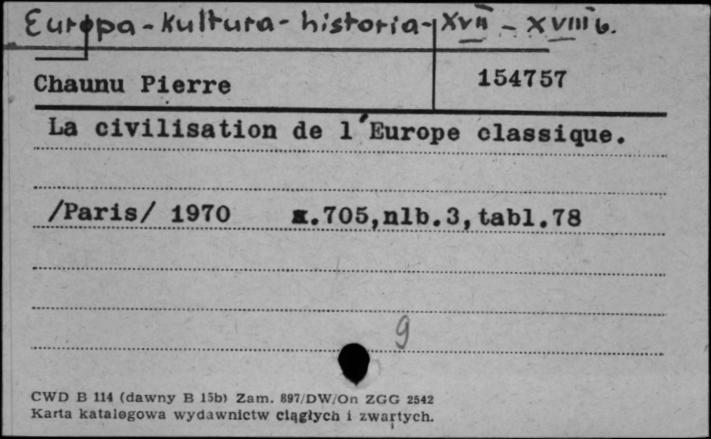 Europa-kultura-historia-XVII - XVIII w.
Chaunu Pierre 154757
La civilisation de l'Europe classique.
/Paris/ 1970 s.705,nlb.3,tabl.78
9
CWD B 114 (dawny B 15b) Zam. 897/DW/On ZGG 2542
Karta katalogowa wydawnictw ciągłych i zwartych.